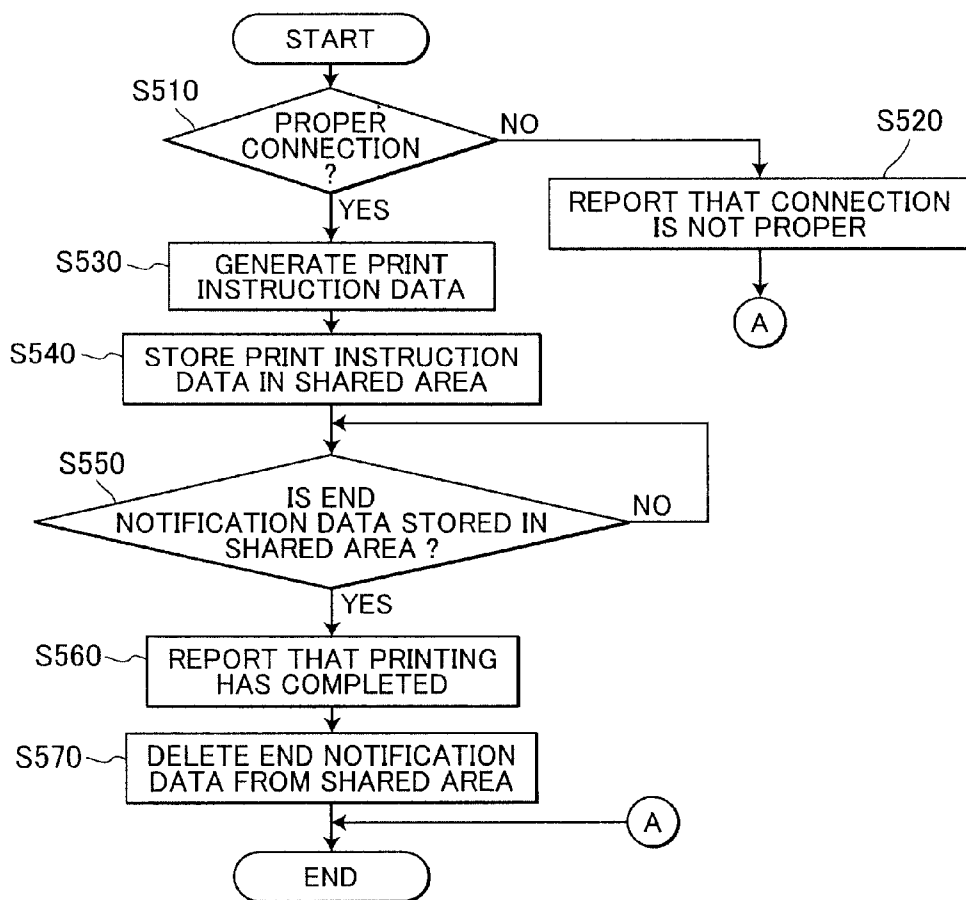 START
S510
PROPER
CONNECTION
?
NO
S520
REPORT THAT CONNECTION
IS NOT PROPER
YES
A
S530
GENERATE PRINT
INSTRUCTION DATA
S540
STORE PRINT INSTRUCTION
DATA IN SHARED AREA
S550
IS END
NOTIFICATION DATA STORED IN
SHARED AREA ?
NO
YES
S560
REPORT THAT PRINTING
HAS COMPLETED
S570
DELETE END NOTIFICATION
DATA FROM SHARED AREA
A
END